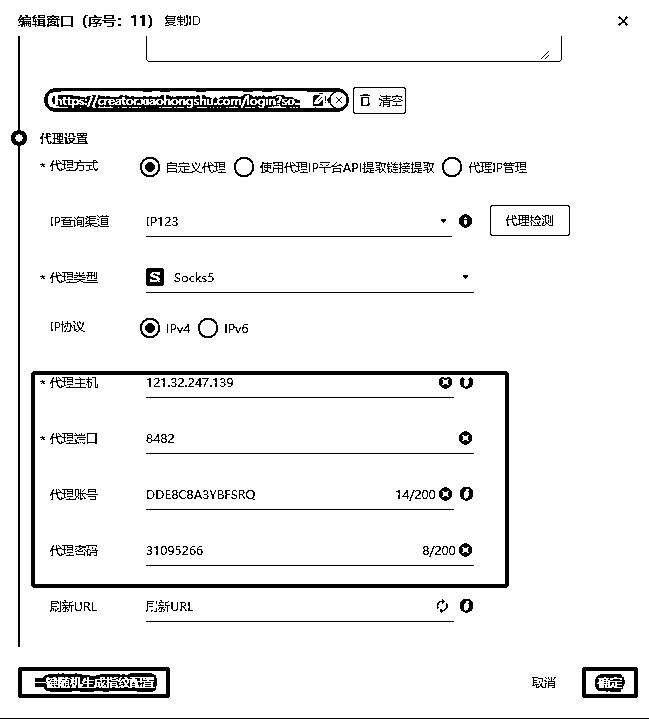 编辑窗口（序号：11） 复制ID
https://creator.xiaohongshu.com/login?so... 清空
代理设置
* 代理方式 自定义代理 使用代理IP平台API提取链接提取 代理IP管理
IP查询渠道 IP123 代理检测
* 代理类型 Socks5
IP协议 IPv4 IPv6
* 代理主机 121.32.247.139
* 代理端口 8482
代理账号 DDE8C8A3YBFSRQ 14/200
代理密码 31095266 8/200
刷新URL 刷新URL
一键随机生成指纹配置 取消 确定